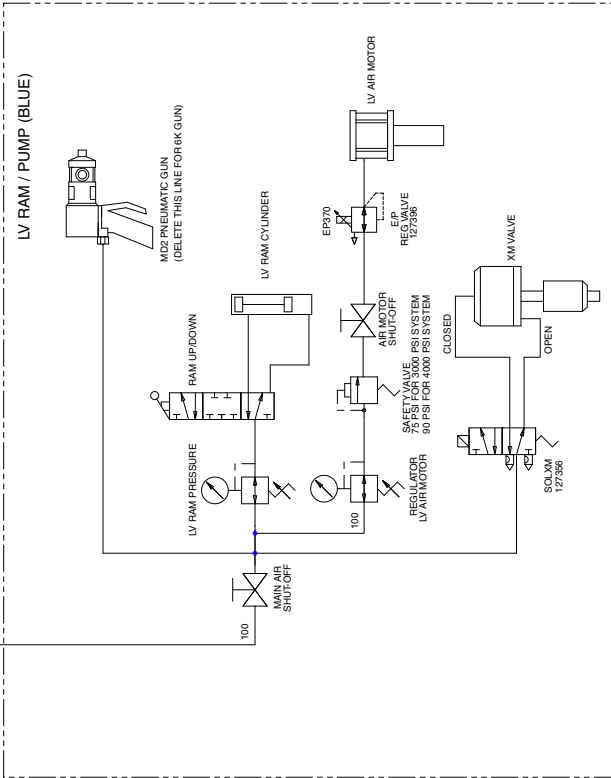 LV RAM / PUMP (BLUE)
MD2 PNEUMATIC GUN
(DELETE THIS LINE FOR 6K GUN)
RAM UP/DOWN
LV RAM CYLINDER
LV RAM PRESSURE
MAIN AIR
SHUT-OFF
100
100
REGULATOR
LV AIR MOTOR
SAFETY VALVE
75 PSI FOR 3000 PSI SYSTEM
90 PSI FOR 4000 PSI SYSTEM
AIR MOTOR
SHUT-OFF
EP370
E/P
REG VALVE
127396
LV AIR MOTOR
SOLXM
127356
CLOSED
OPEN
XM VALVE